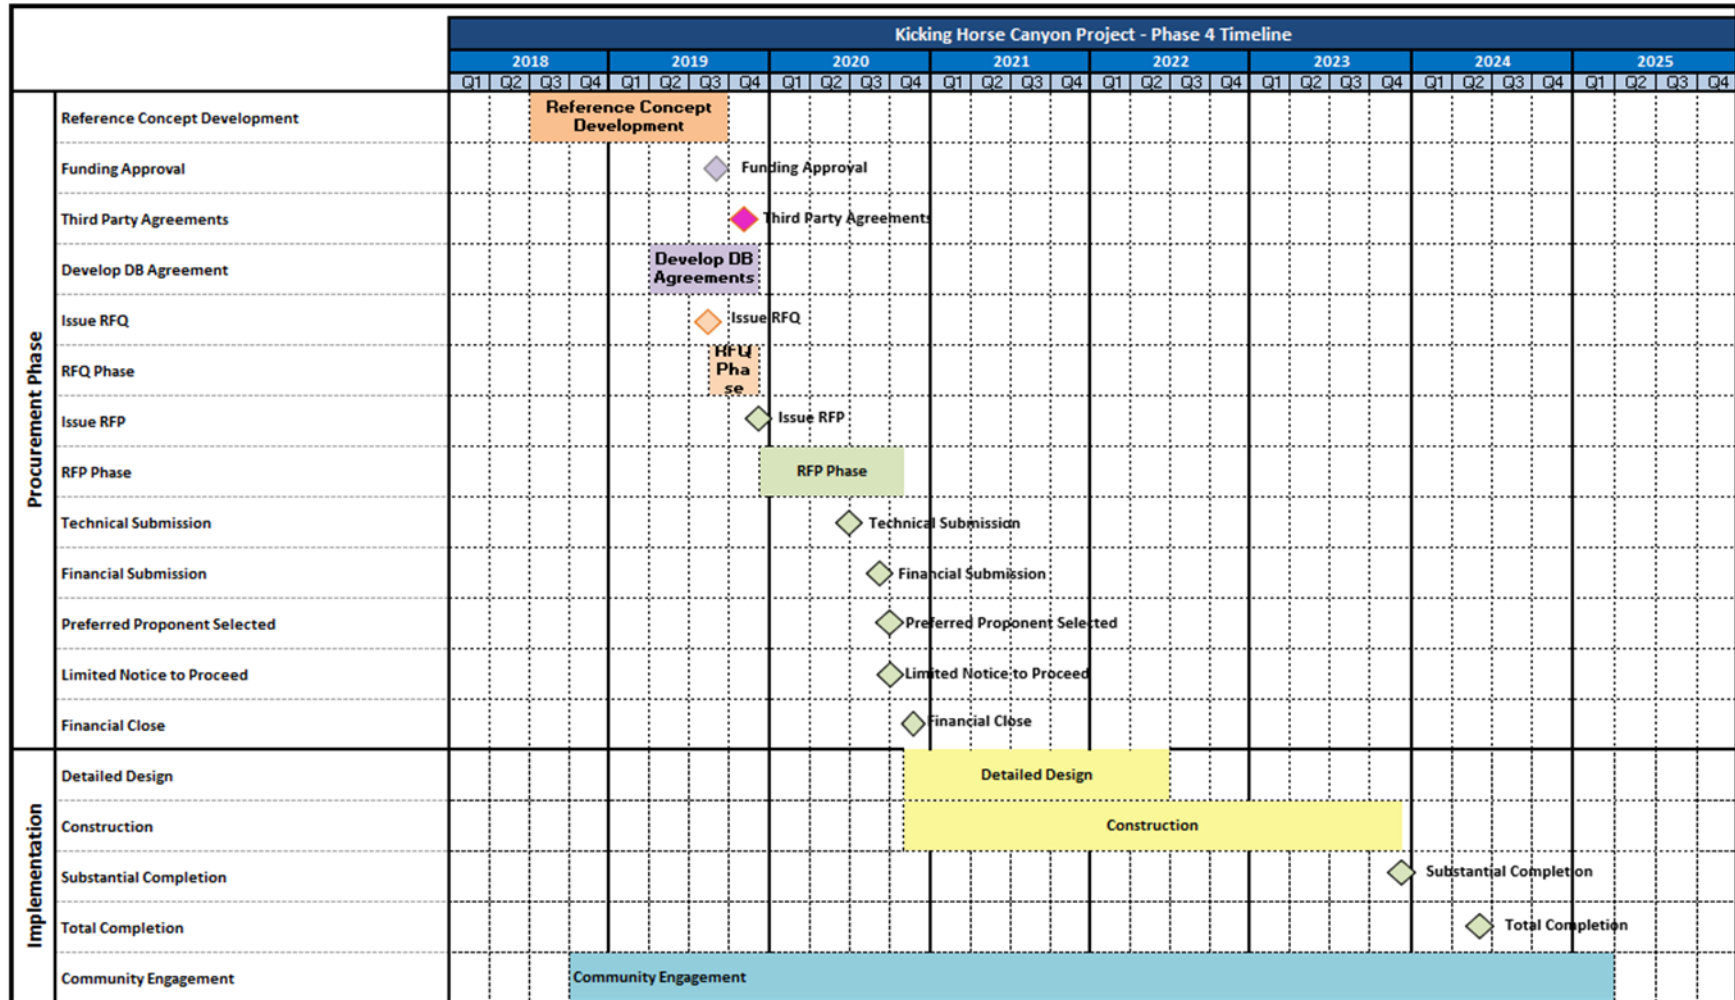 Kicking Horse Canyon Project - Phase 4 Timeline
2018 2019 2020 2021 2022 2023 2024 2025
Q1 Q2 Q3 Q4 Q1 Q2 Q3 Q4 Q1 Q2 Q3 Q4 Q1 Q2 Q3 Q4 Q1 Q2 Q3 Q4 Q1 Q2 Q3 Q4 Q1 Q2 Q3 Q4 Q1 Q2 Q3 Q4
Procurement Phase
Reference Concept Development
Reference Concept
Development
Funding Approval
Funding Approval
Third Party Agreements
Third Party Agreements
Develop DB Agreement
Develop DB
Agreements
Issue RFQ
Issue RFQ
RFQ Phase
RFQ
Pha
se
Issue RFP
Issue RFP
RFP Phase
RFP Phase
Technical Submission
Technical Submission
Financial Submission
Financial Submission
Preferred Proponent Selected
Preferred Proponent Selected
Limited Notice to Proceed
Limited Notice to Proceed
Financial Close
Financial Close
Implementation
Detailed Design
Detailed Design
Construction
Construction
Substantial Completion
Substantial Completion
Total Completion
Total Completion
Community Engagement
Community Engagement